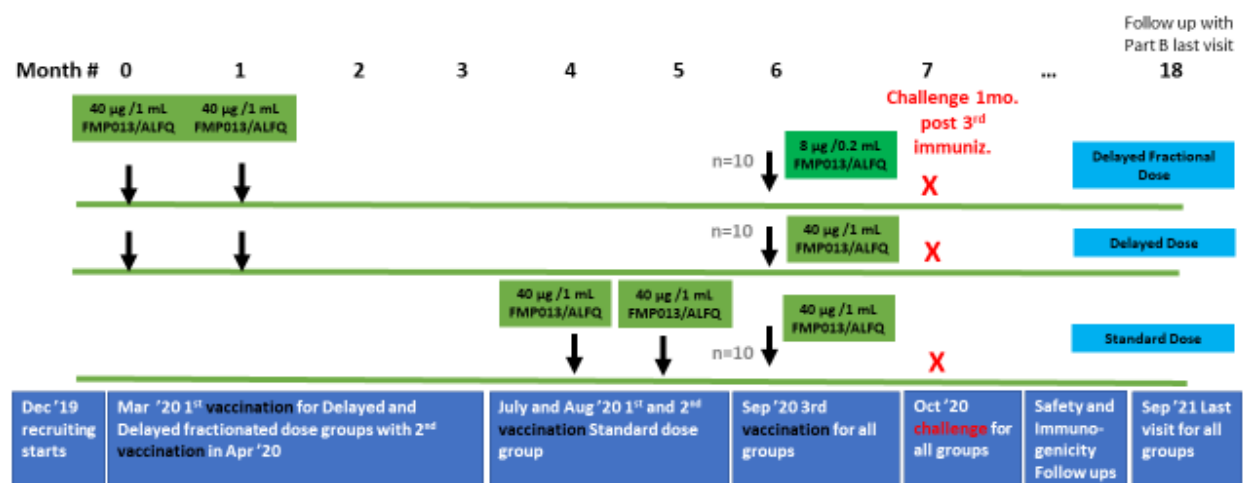 Follow up with
Part B last visit
Month # 0 1 2 3 4 5 6 7 ... 18
40 µg /1 mL
FMP013/ALFQ
40 µg /1 mL
FMP013/ALFQ
Challenge 1mo.
post 3rd
immuniz.
n=10
8 µg /0.2 mL
FMP013/ALFQ
X
Delayed Fractional
Dose
n=10
40 µg /1 mL
FMP013/ALFQ
X
Delayed Dose
40 µg /1 mL
FMP013/ALFQ
40 µg /1 mL
FMP013/ALFQ
n=10
40 µg /1 mL
FMP013/ALFQ
X
Standard Dose
Dec '19
recruiting
starts
Mar '20 1st vaccination for Delayed and
Delayed fractionated dose groups with 2nd
vaccination in Apr '20
July and Aug '20 1st and 2nd
vaccination Standard dose
group
Sep '20 3rd
vaccination for all
groups
Oct '20
challenge for
all groups
Safety and
Immuno-
genicity
Follow ups
Sep '21 Last
visit for all
groups